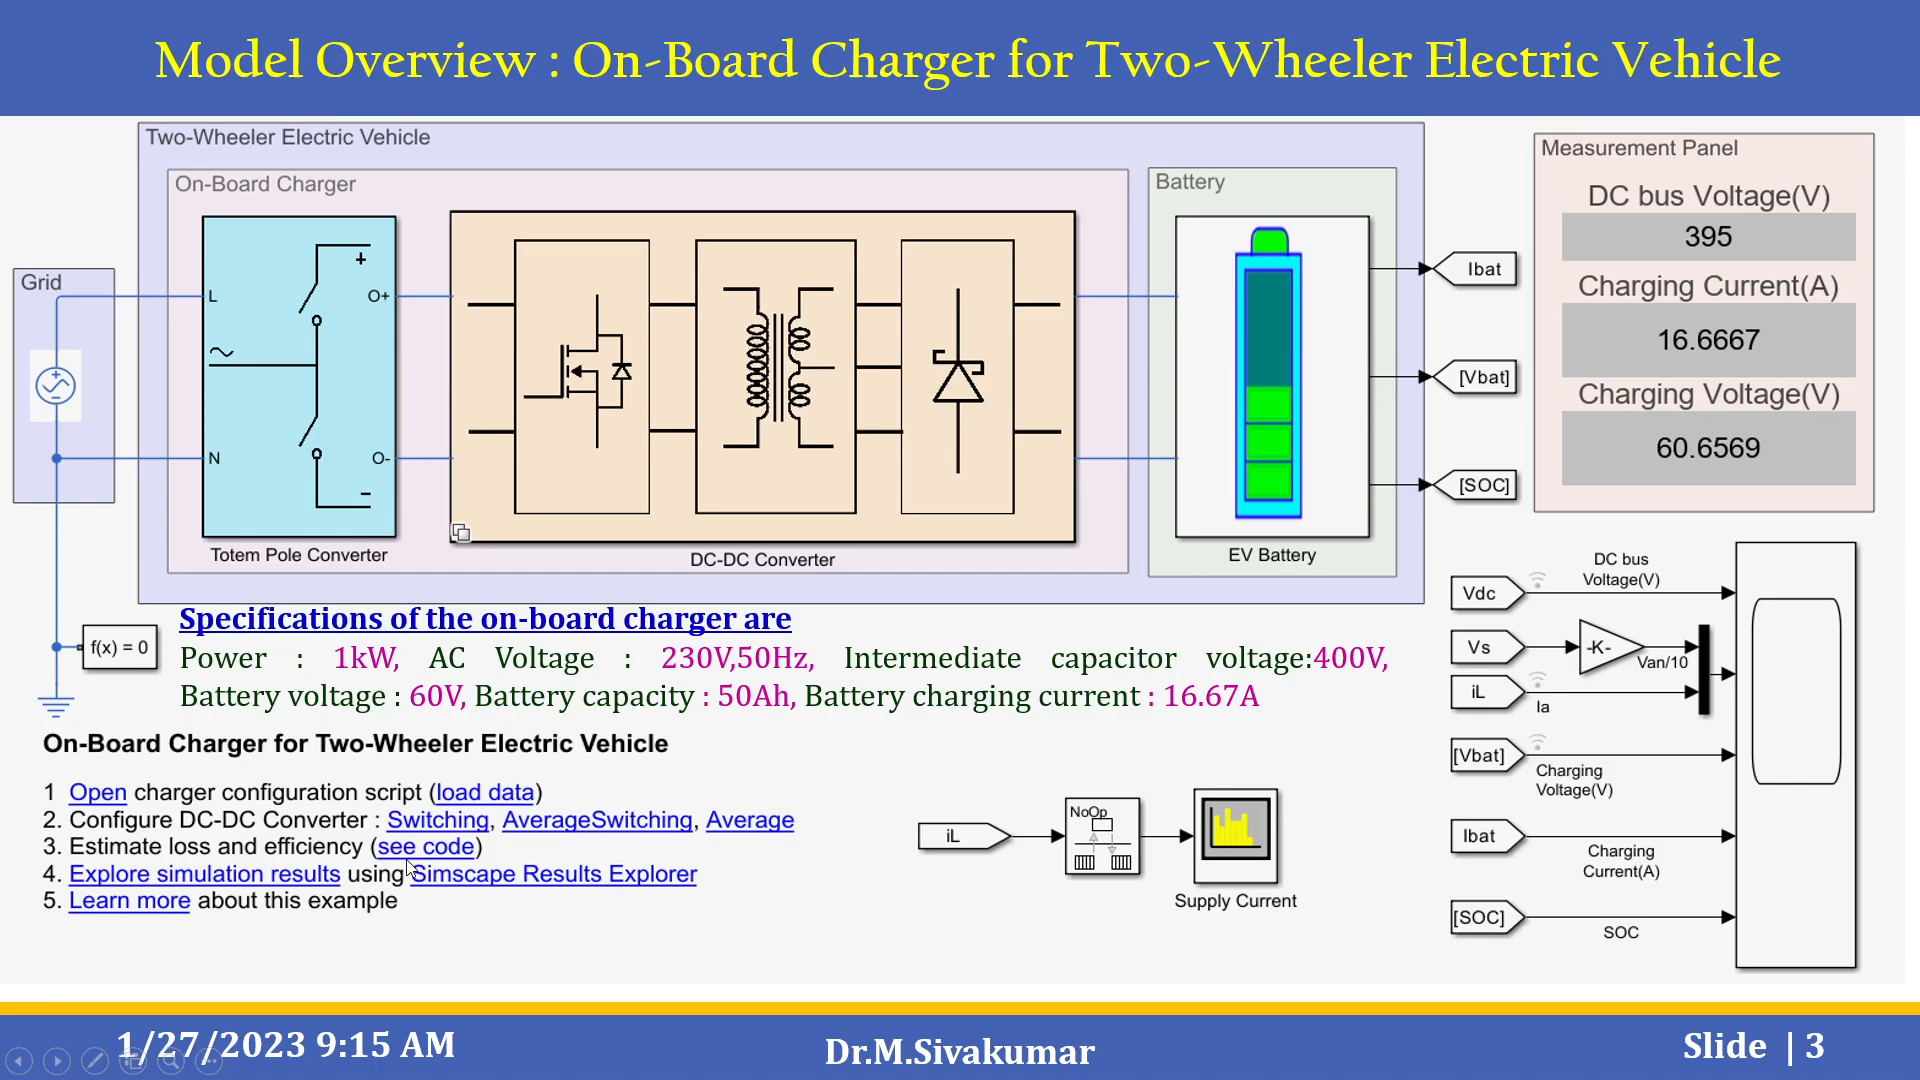 Model Overview : On-Board Charger for Two-Wheeler Electric Vehicle
Two-Wheeler Electric Vehicle
On-Board Charger
Battery
Grid
L
N
O+
O-
+
−
Totem Pole Converter
DC-DC Converter
EV Battery
Ibat
[Vbat]
[SOC]
Measurement Panel
DC bus Voltage(V)
395
Charging Current(A)
16.6667
Charging Voltage(V)
60.6569
f(x) = 0
Specifications of the on-board charger are
Power : 1kW, AC Voltage : 230V,50Hz, Intermediate capacitor voltage:400V,
Battery voltage : 60V, Battery capacity : 50Ah, Battery charging current : 16.67A
On-Board Charger for Two-Wheeler Electric Vehicle
1 Open charger configuration script (load data)
2. Configure DC-DC Converter : Switching, AverageSwitching, Average
3. Estimate loss and efficiency (see code)
4. Explore simulation results using Simscape Results Explorer
5. Learn more about this example
iL
NoOp
Supply Current
Vdc
DC bus
Voltage(V)
Vs
-K-
Van/10
iL
Ia
[Vbat]
Charging
Voltage(V)
Ibat
Charging
Current(A)
[SOC]
SOC
1/27/2023 9:15 AM
Dr.M.Sivakumar
Slide | 3